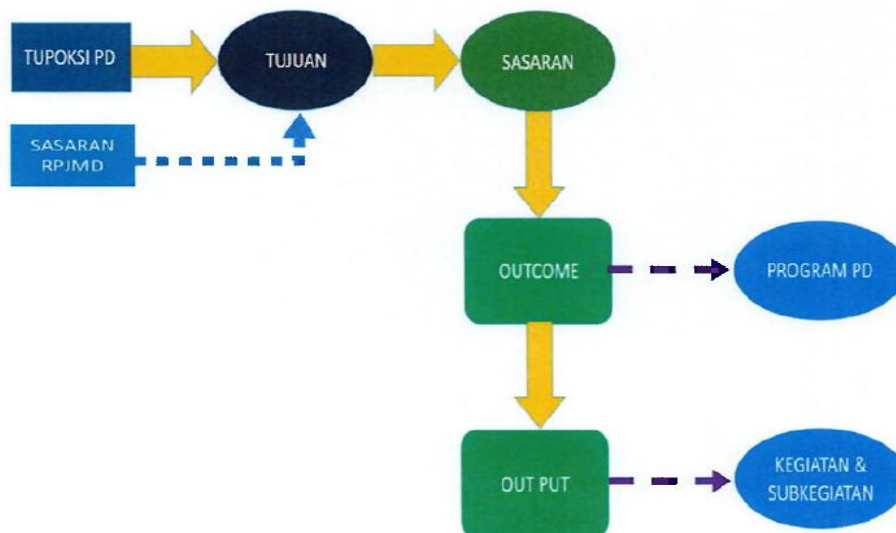 TUPOKSI PD
TUJUAN
SASARAN
SASARAN
RPJMD
OUTCOME
PROGRAM PD
OUT PUT
KEGIATAN &
SUBKEGIATAN